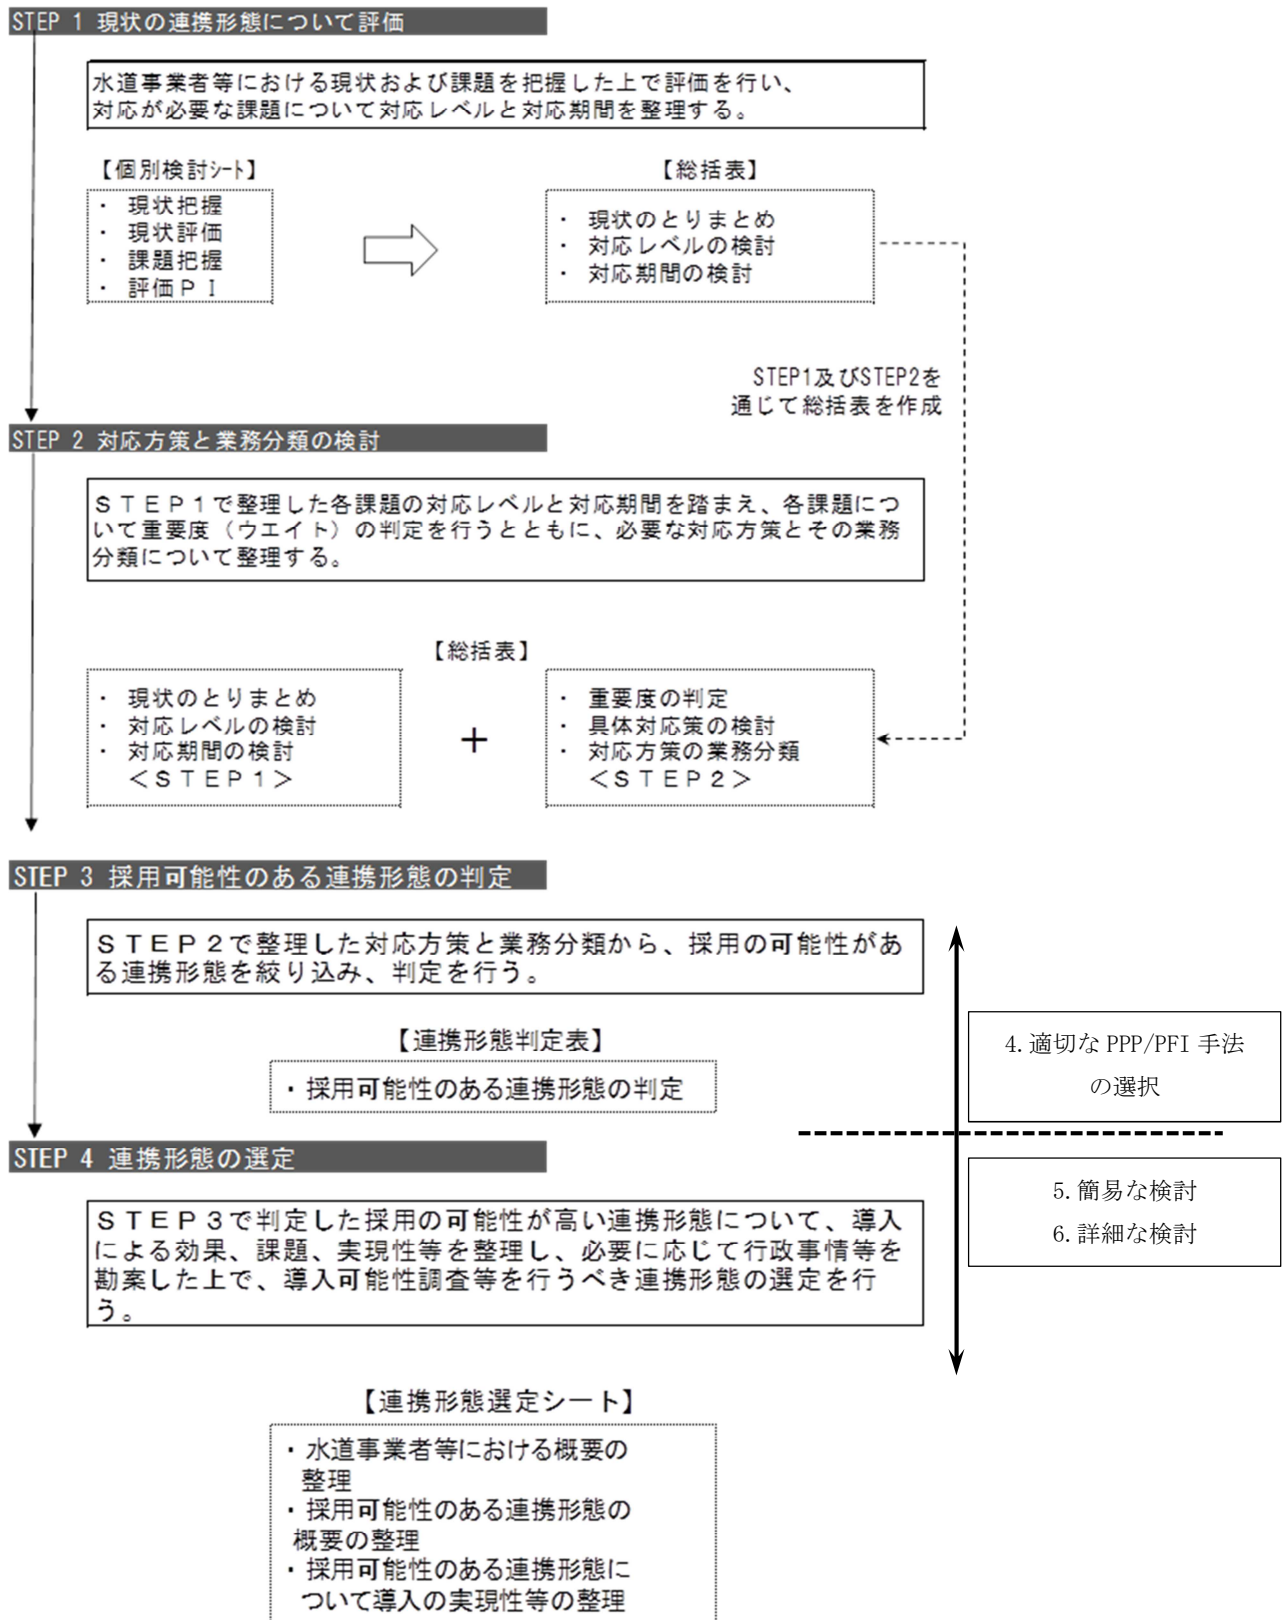 STEP 1 現状の連携形態について評価
水道事業者等における現状および課題を把握した上で評価を行い、
対応が必要な課題について対応レベルと対応期間を整理する。
【個別検討ｼｰﾄ】
・ 現状把握
・ 現状評価
・ 課題把握
・ 評価ＰＩ
【総括表】
・ 現状のとりまとめ
・ 対応レベルの検討
・ 対応期間の検討
STEP1及びSTEP2を
通じて総括表を作成
STEP 2 対応方策と業務分類の検討
ＳＴＥＰ1で整理した各課題の対応レベルと対応期間を踏まえ、各課題につ
いて重要度（ウエイト）の判定を行うとともに、必要な対応方策とその業務
分類について整理する。
【総括表】
・ 現状のとりまとめ
・ 対応レベルの検討
・ 対応期間の検討
＜ＳＴＥＰ１＞
＋
・ 重要度の判定
・ 具体対応策の検討
・ 対応方策の業務分類
＜ＳＴＥＰ２＞
STEP 3 採用可能性のある連携形態の判定
ＳＴＥＰ２で整理した対応方策と業務分類から、採用の可能性があ
る連携形態を絞り込み、判定を行う。
【連携形態判定表】
・採用可能性のある連携形態の判定
4.適切な PPP/PFI 手法
の選択
STEP 4 連携形態の選定
ＳＴＥＰ３で判定した採用の可能性が高い連携形態について、導入
による効果、課題、実現性等を整理し、必要に応じて行政事情等を
勘案した上で、導入可能性調査等を行うべき連携形態の選定を行
う。
5.簡易な検討
6.詳細な検討
【連携形態選定シート】
・水道事業者等における概要の
整理
・採用可能性のある連携形態の
概要の整理
・採用可能性のある連携形態に
ついて導入の実現性等の整理